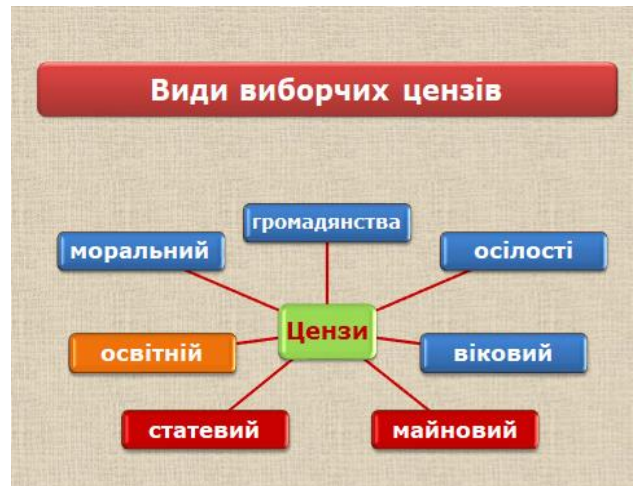 Види виборчих цензів
громадянства
моральний
осілості
Цензи
освітній
віковий
статевий
майновий